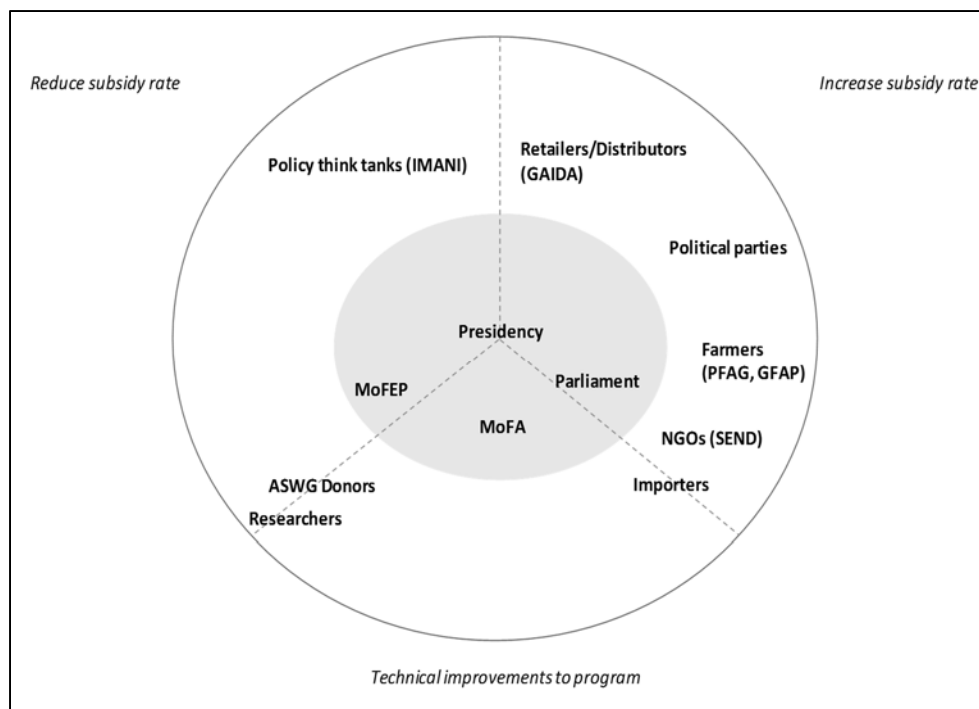 Reduce subsidy rate
Increase subsidy rate
Policy think tanks (IMANI)
Retailers/Distributors
(GAIDA)
Political parties
Presidency
Farmers
(PFAG, GFAP)
MoFEP
Parliament
MoFA
NGOs (SEND)
ASWG Donors
Importers
Researchers
Technical improvements to program